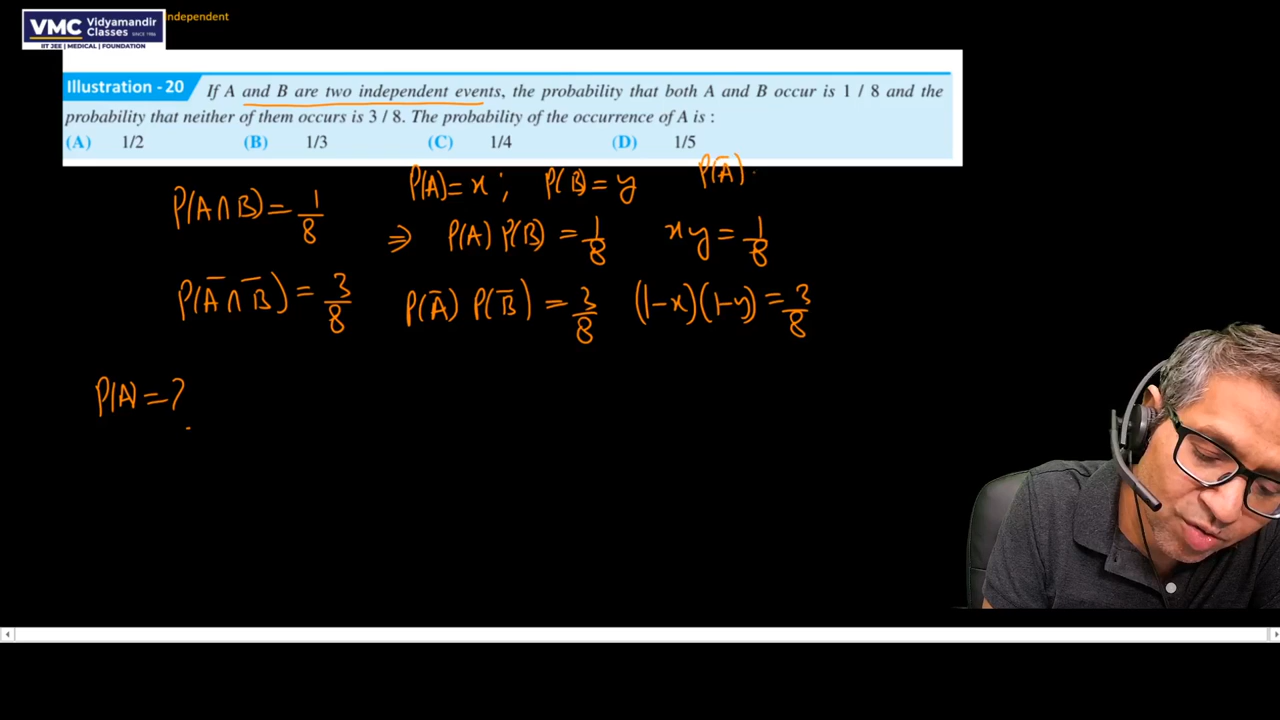 VMC Vidyamandir Classes SINCE 1986
IIT JEE | MEDICAL | FOUNDATION
ndependent
Illustration - 20 If A and B are two independent events, the probability that both A and B occur is 1 / 8 and the
probability that neither of them occurs is 3 / 8. The probability of the occurrence of A is :
(A) 1/2 (B) 1/3 (C) 1/4 (D) 1/5
P(A∩B) = 1/8 P(A) = x ; P(B) = y P(A̅)
⇒ P(A) P(B) = 1/8 xy = 1/8
P(A̅∩B̅) = 3/8 P(A̅) P(B̅) = 3/8 (1-x)(1-y) = 3/8
P(A) = ?